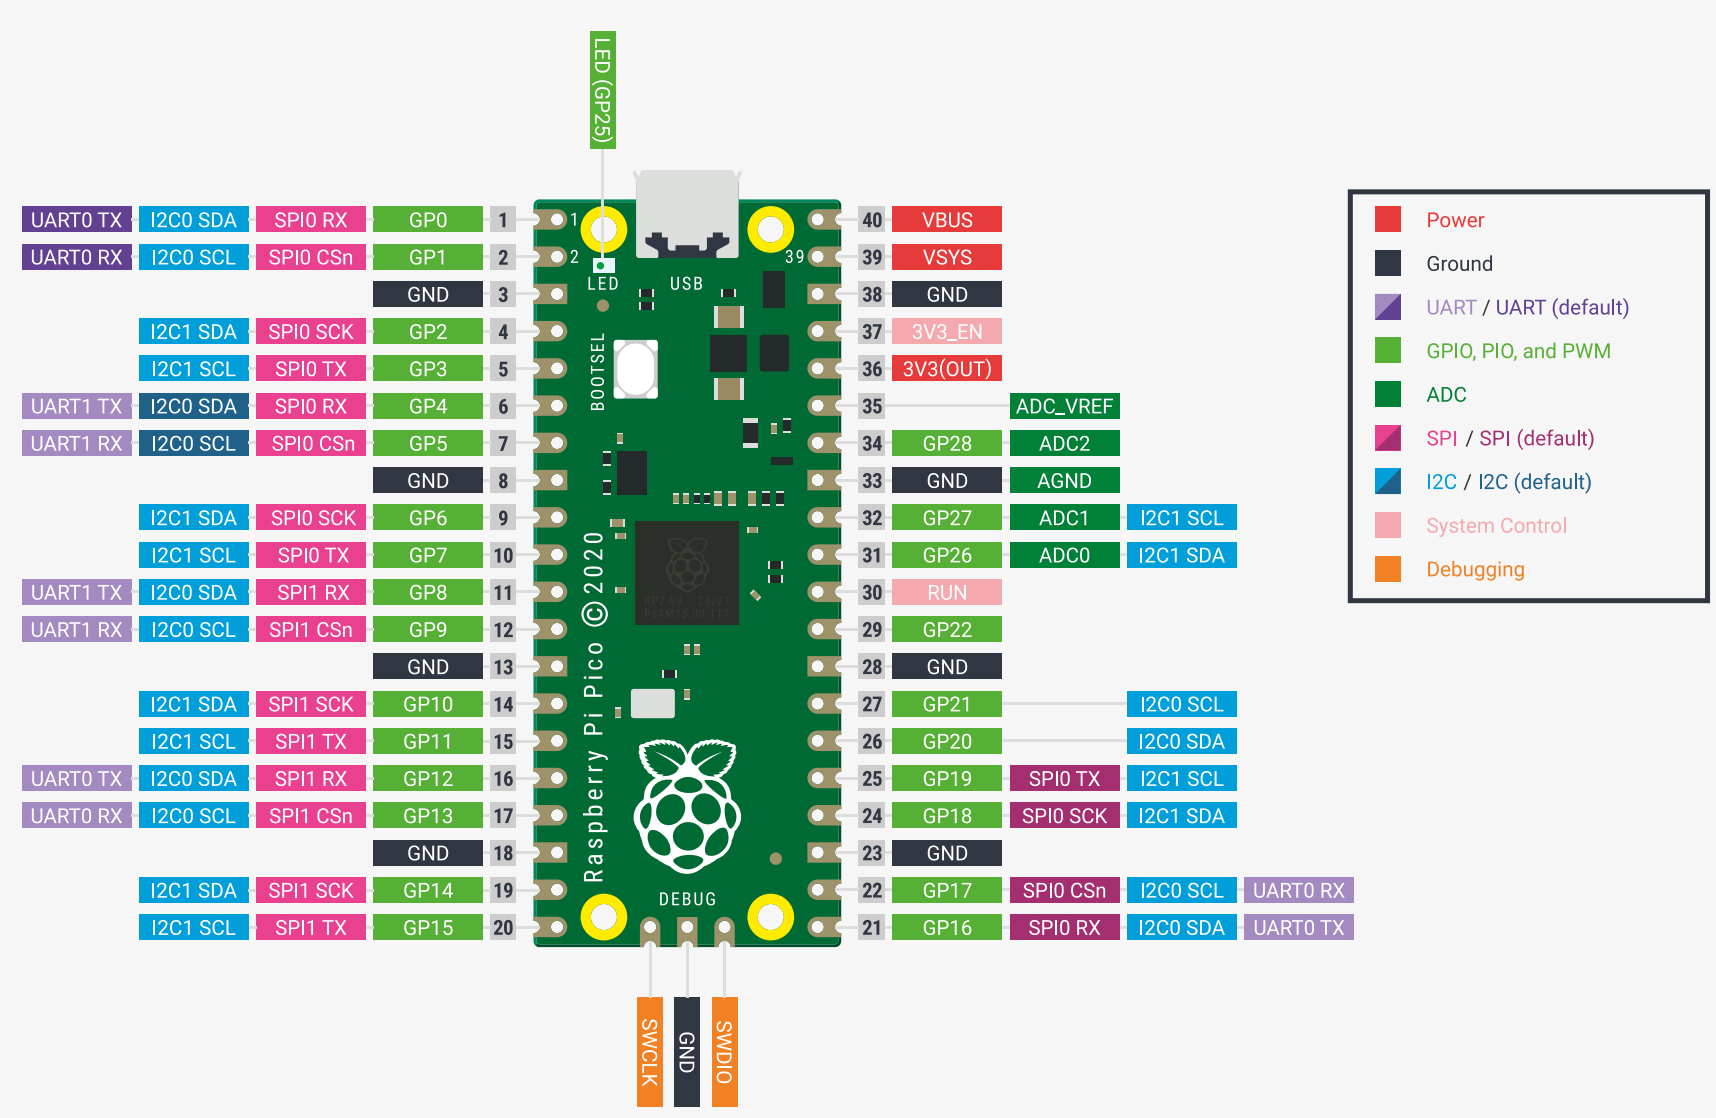 LED (GP25)
UART0 TX I2C0 SDA SPI0 RX GP0 1 1 40 VBUS
UART0 RX I2C0 SCL SPI0 CSn GP1 2 2 39 39 VSYS
LED USB
GND 3 38 GND
I2C1 SDA SPI0 SCK GP2 4 37 3V3_EN
I2C1 SCL SPI0 TX GP3 5 36 3V3(OUT)
BOOTSEL
UART1 TX I2C0 SDA SPI0 RX GP4 6 35 ADC_VREF
UART1 RX I2C0 SCL SPI0 CSn GP5 7 34 GP28 ADC2
GND 8 33 GND AGND
I2C1 SDA SPI0 SCK GP6 9 32 GP27 ADC1 I2C1 SCL
I2C1 SCL SPI0 TX GP7 10 31 GP26 ADC0 I2C1 SDA
UART1 TX I2C0 SDA SPI1 RX GP8 11 30 RUN
RP2-B0 20/21
P64M15.00 TTT
UART1 RX I2C0 SCL SPI1 CSn GP9 12 29 GP22
GND 13 28 GND
I2C1 SDA SPI1 SCK GP10 14 27 GP21 I2C0 SCL
Raspberry Pi Pico ©2020
I2C1 SCL SPI1 TX GP11 15 26 GP20 I2C0 SDA
UART0 TX I2C0 SDA SPI1 RX GP12 16 25 GP19 SPI0 TX I2C1 SCL
UART0 RX I2C0 SCL SPI1 CSn GP13 17 24 GP18 SPI0 SCK I2C1 SDA
GND 18 23 GND
I2C1 SDA SPI1 SCK GP14 19 22 GP17 SPI0 CSn I2C0 SCL UART0 RX
DEBUG
I2C1 SCL SPI1 TX GP15 20 21 GP16 SPI0 RX I2C0 SDA UART0 TX
SWCLK
GND
SWDIO
Power
Ground
UART / UART (default)
GPIO, PIO, and PWM
ADC
SPI / SPI (default)
I2C / I2C (default)
System Control
Debugging